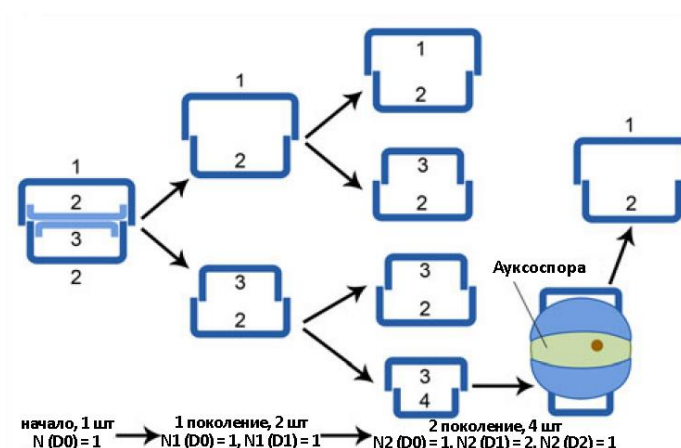 1
2
1
1
2
3
2
1
2
1
2
3
2
3
2
3
2
Ауксоспора
3
4
начало, 1 шт
N (D0) = 1
1 поколение, 2 шт
N1 (D0) = 1, N1 (D1) = 1
2 поколение, 4 шт
N2 (D0) = 1, N2 (D1) = 2, N2 (D2) = 1